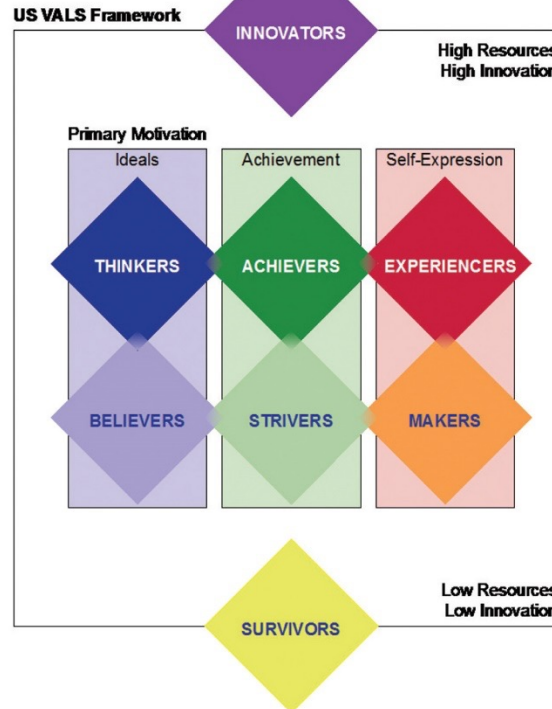 US VALS Framework
INNOVATORS
High Resources
High Innovation
Primary Motivation
Ideals
Achievement
Self-Expression
THINKERS
ACHIEVERS
EXPERIENCERS
BELIEVERS
STRIVERS
MAKERS
Low Resources
Low Innovation
SURVIVORS